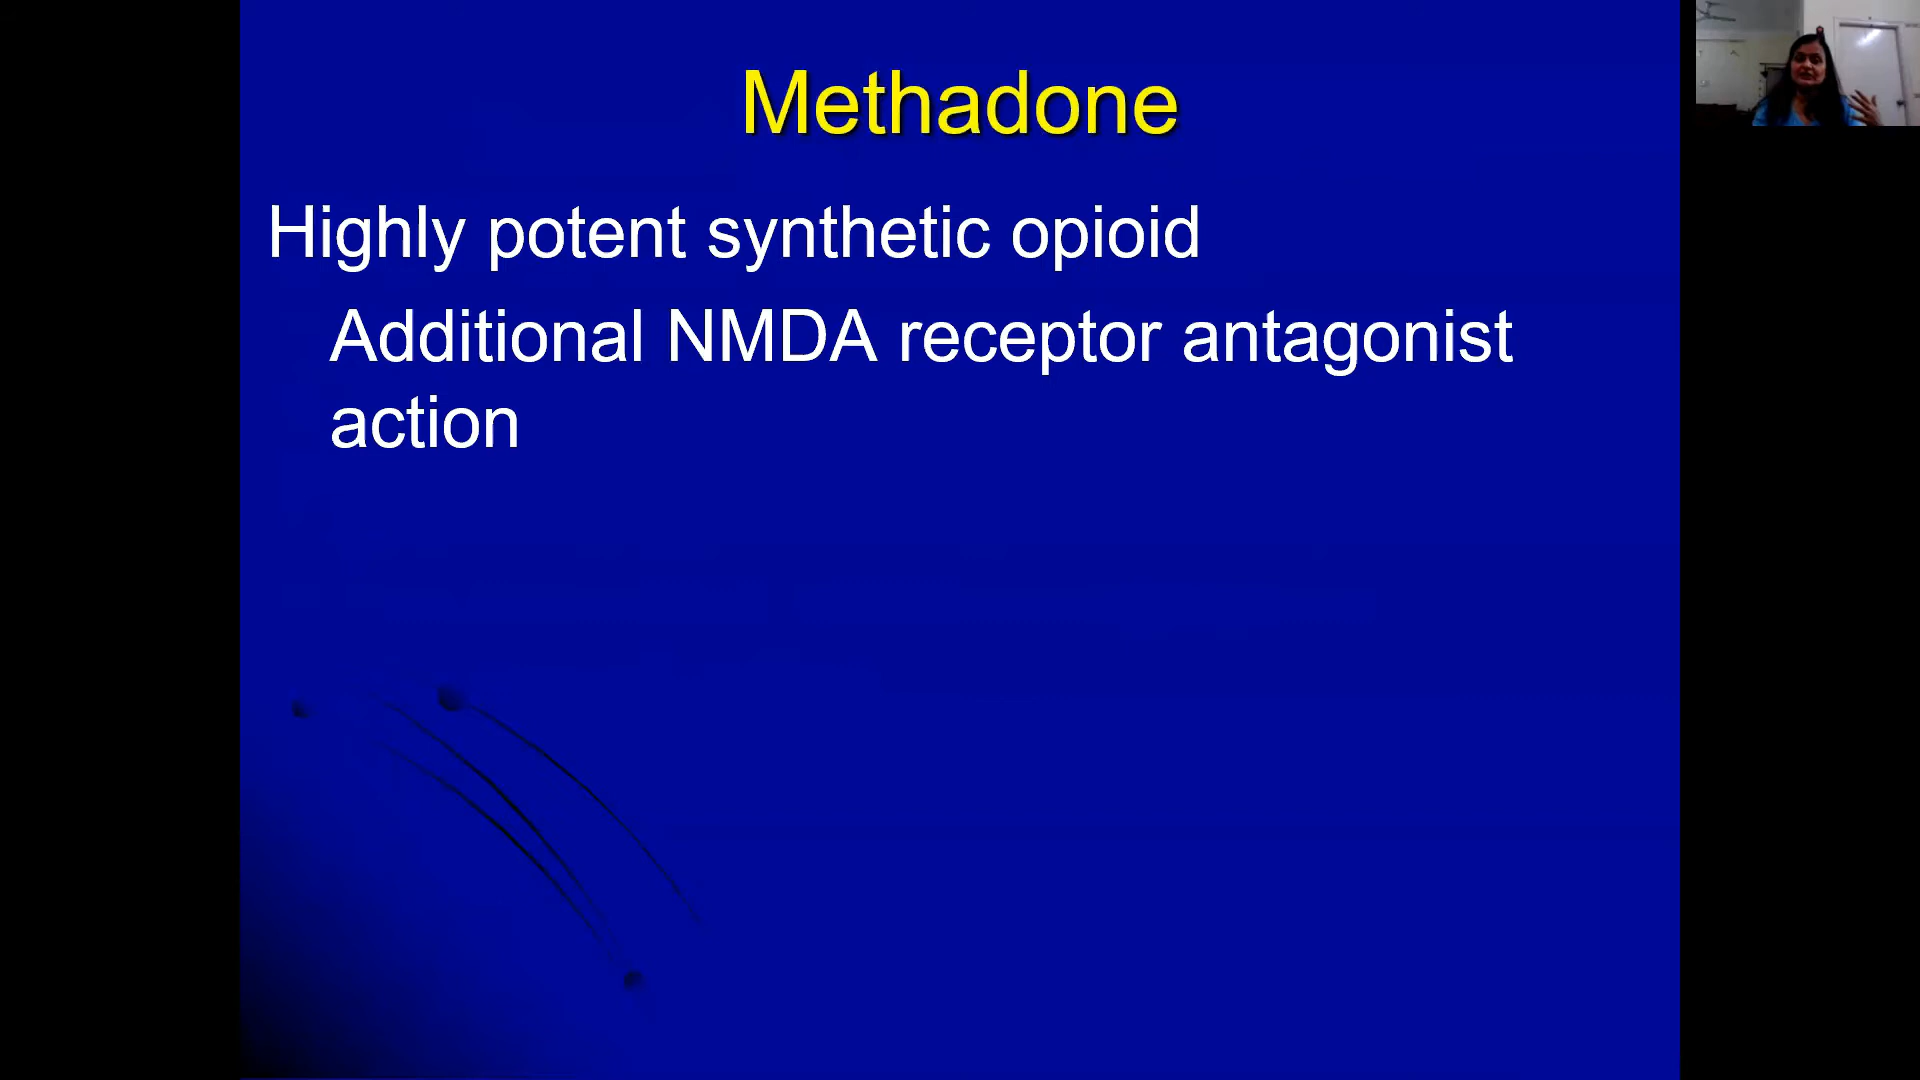 Methadone
Highly potent synthetic opioid
Additional NMDA receptor antagonist
action